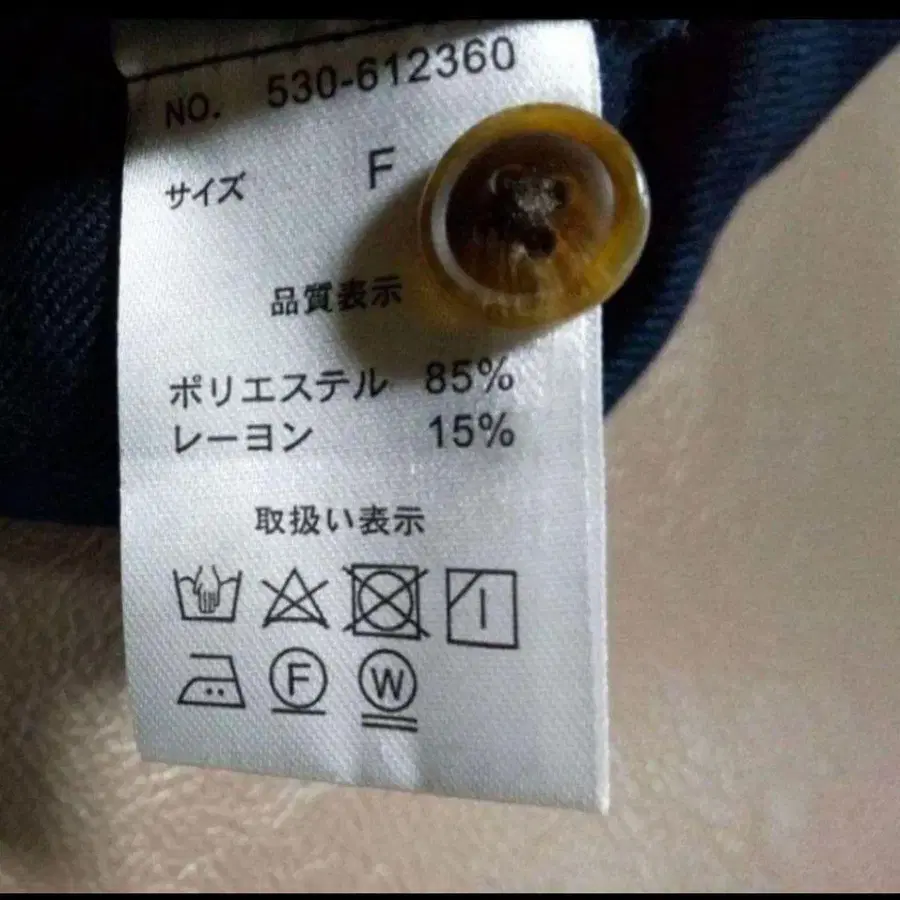 NO. 530-612360
サイズ F
品質表示
ポリエステル 85%
レーヨン 15%
取扱い表示
F W